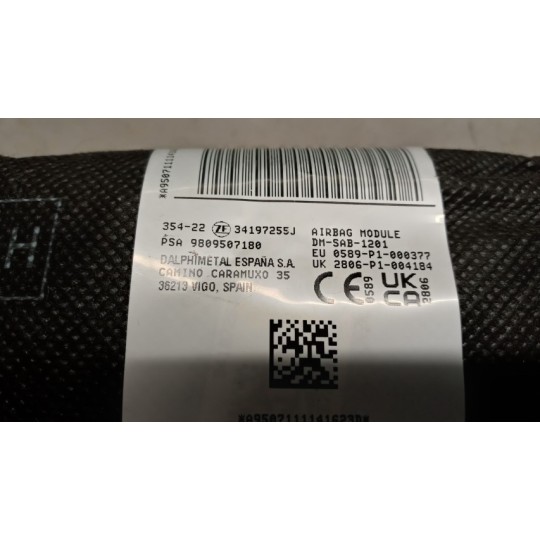 354-22 ZF 34197255J
PSA 9809507180
DALPHIMETAL ESPAÑA S.A.
CAMINO CARAMUXO 35
36213 VIGO, SPAIN
AIRBAG MODULE
DM-SAB-1201
EU 0589-P1-000377
UK 2806-P1-004184
CE 0589
UK CA 2806
H